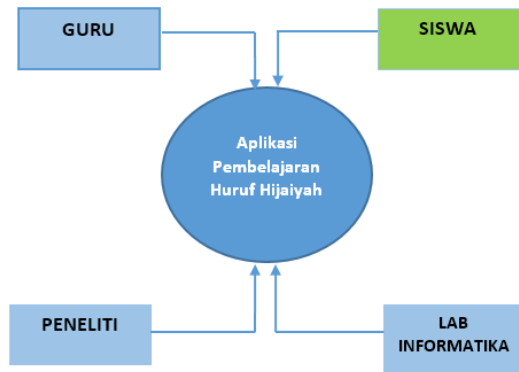 GURU
SISWA
Aplikasi
Pembelajaran
Huruf Hijaiyah
PENELITI
LAB
INFORMATIKA